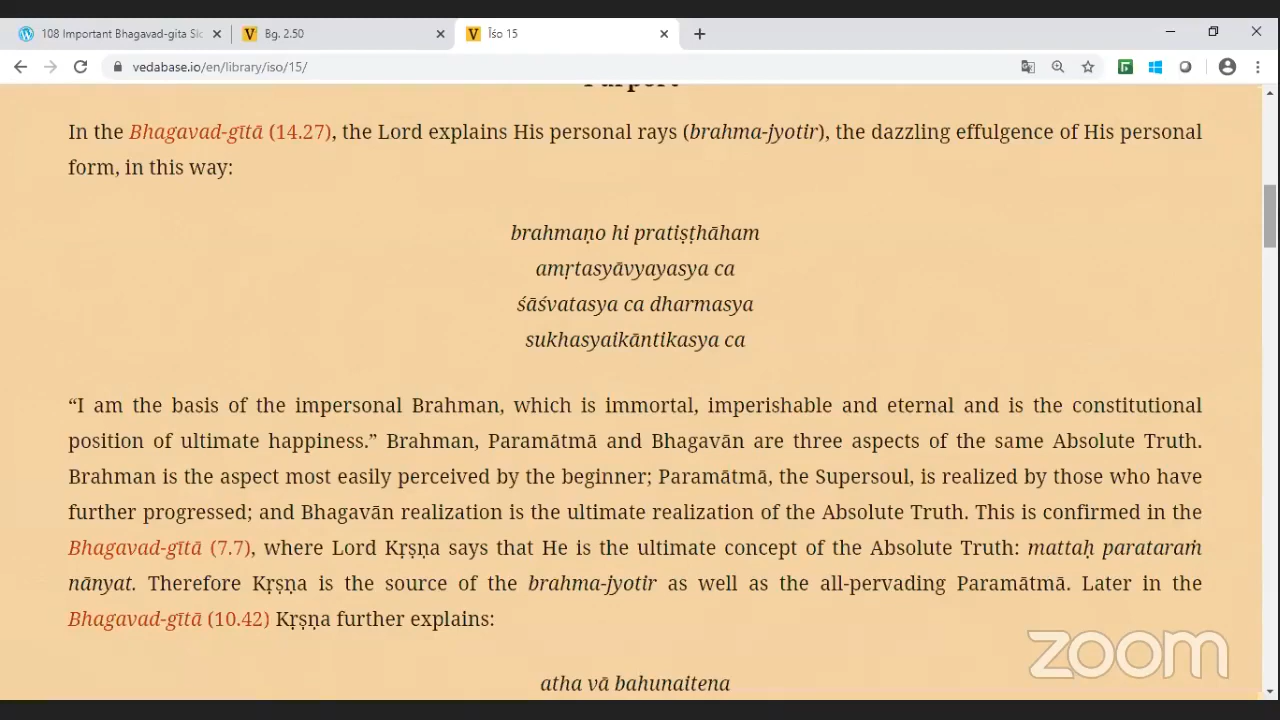 108 Important Bhagavad-gita Slo
Bg. 2.50
Īśo 15
vedabase.io/en/library/iso/15/
Purport
In the Bhagavad-gītā (14.27), the Lord explains His personal rays (brahma-jyotir), the dazzling effulgence of His personal
form, in this way:
brahmaṇo hi pratiṣṭhāham
amṛtasyāvyayasya ca
śāśvatasya ca dharmasya
sukhasyaikāntikasya ca
“I am the basis of the impersonal Brahman, which is immortal, imperishable and eternal and is the constitutional
position of ultimate happiness.” Brahman, Paramātmā and Bhagavān are three aspects of the same Absolute Truth.
Brahman is the aspect most easily perceived by the beginner; Paramātmā, the Supersoul, is realized by those who have
further progressed; and Bhagavān realization is the ultimate realization of the Absolute Truth. This is confirmed in the
Bhagavad-gītā (7.7), where Lord Kṛṣṇa says that He is the ultimate concept of the Absolute Truth: mattaḥ parataraṁ
nānyat. Therefore Kṛṣṇa is the source of the brahma-jyotir as well as the all-pervading Paramātmā. Later in the
Bhagavad-gītā (10.42) Kṛṣṇa further explains:
zoom
atha vā bahunaitena